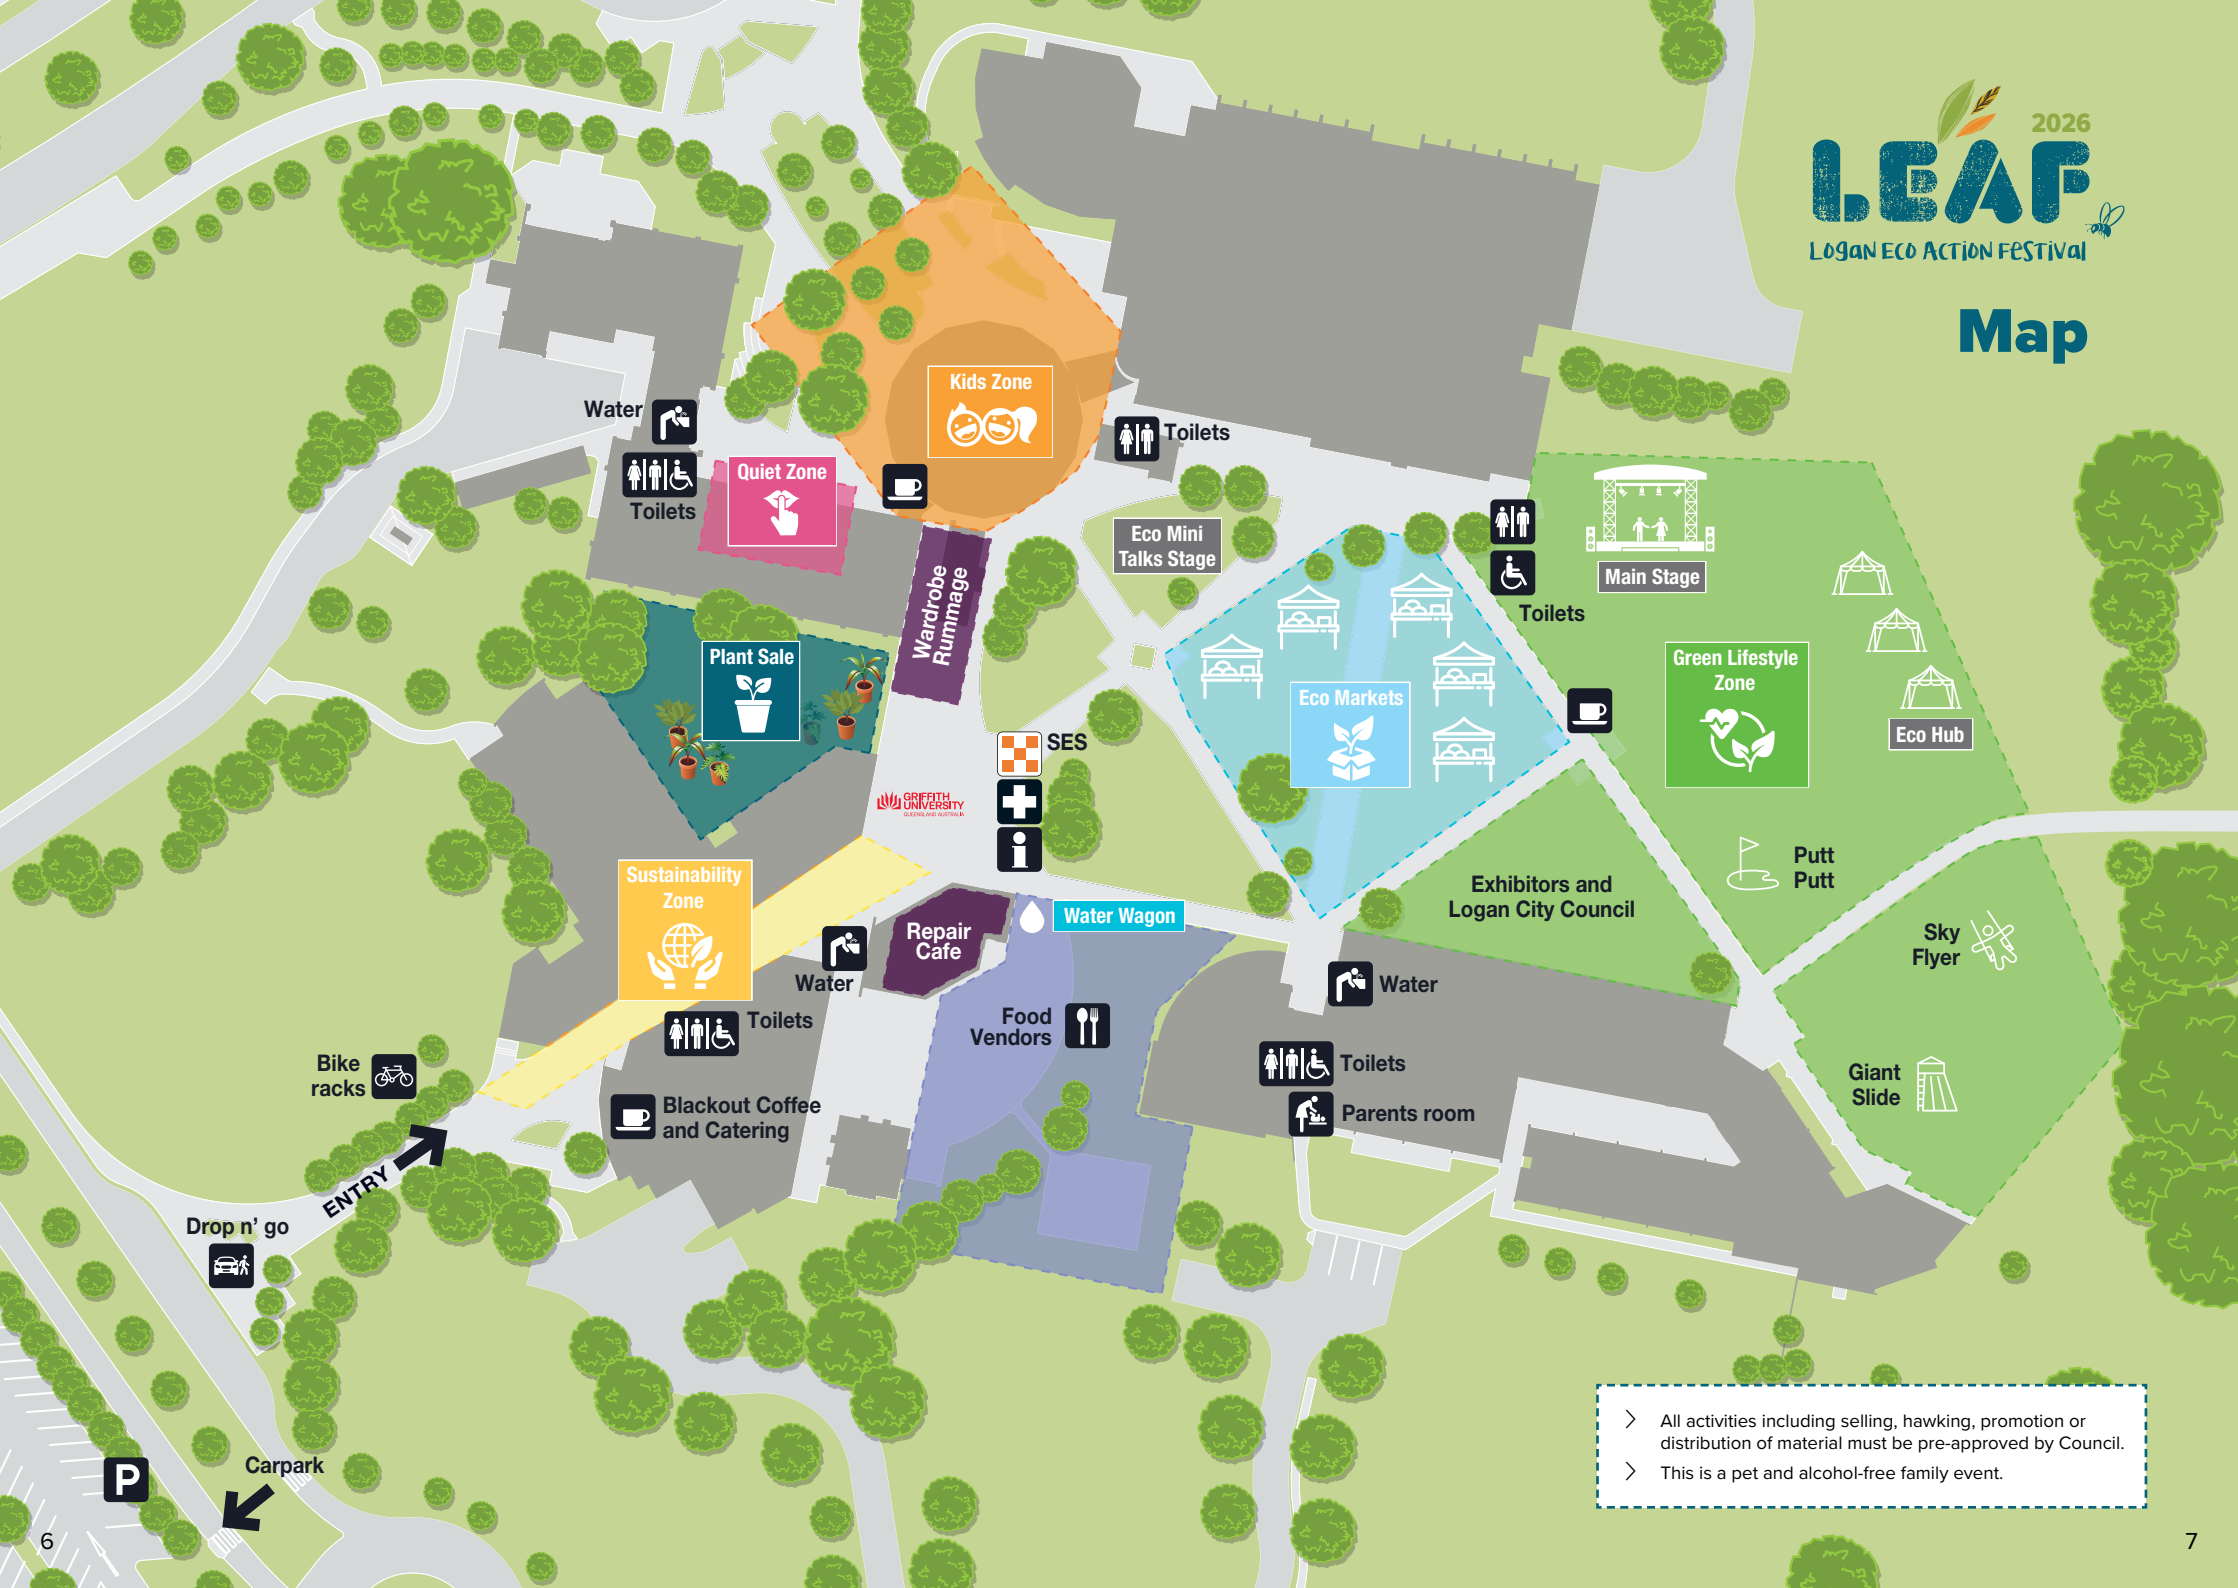 2026
LEAF
LOGAN ECO ACTION FESTIVAL
Map
Kids Zone
Water
Toilets
Quiet Zone
Toilets
Eco Mini
Talks Stage
Main Stage
Toilets
Wardrobe
Rummage
Plant Sale
Green Lifestyle
Zone
Eco Markets
Eco Hub
SES
GRIFFITH
UNIVERSITY
QUEENSLAND AUSTRALIA
Sustainability
Zone
Putt
Putt
Exhibitors and
Logan City Council
Water Wagon
Repair
Cafe
Sky
Flyer
Water
Water
Toilets
Food
Vendors
Bike
racks
Toilets
Giant
Slide
Blackout Coffee
and Catering
Parents room
ENTRY
Drop n' go
Carpark
P
All activities including selling, hawking, promotion or
distribution of material must be pre-approved by Council.
This is a pet and alcohol-free family event.
6
7